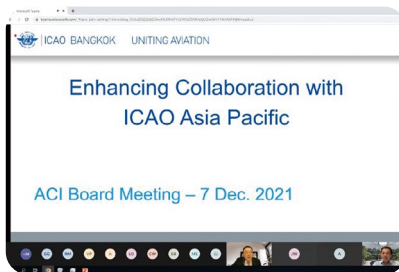 ICAO BANGKOK UNITING AVIATION
Enhancing Collaboration with
ICAO Asia Pacific
ACI Board Meeting – 7 Dec. 2021